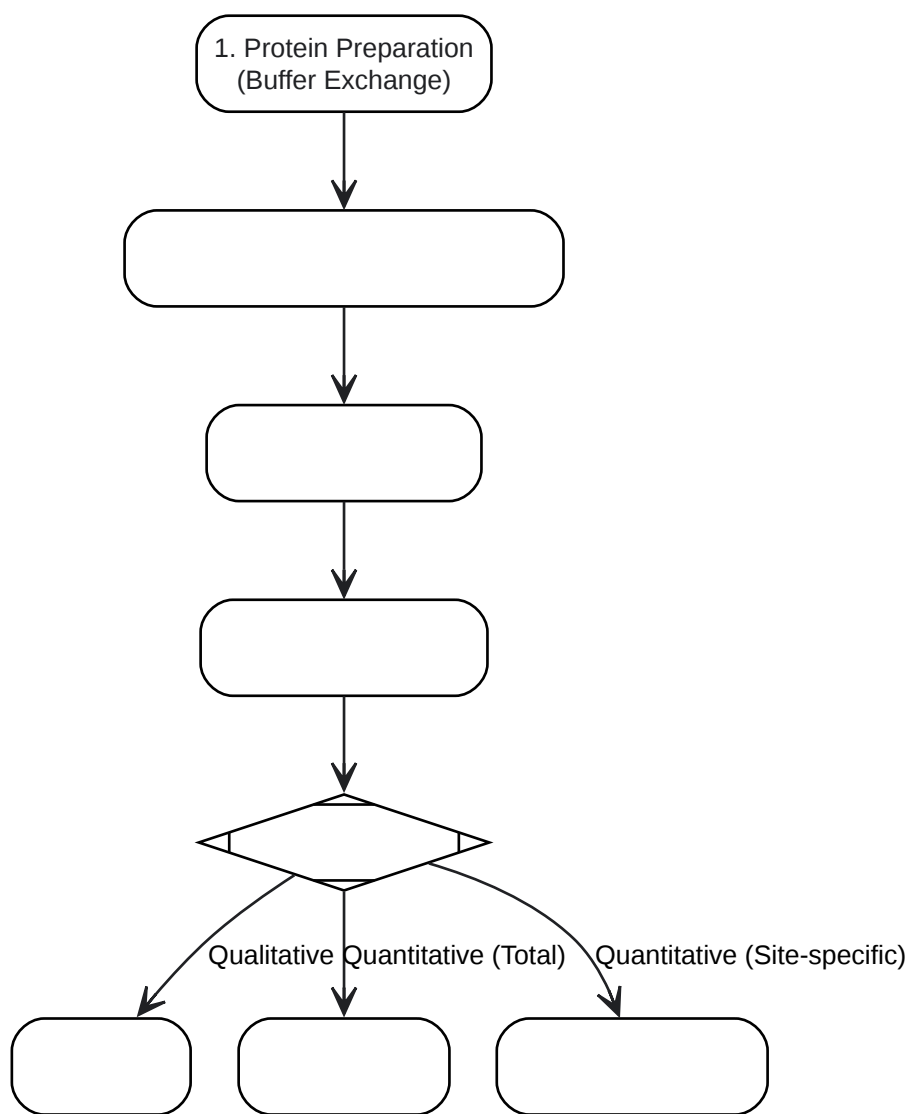 1. Protein Preparation
(Buffer Exchange)
Qualitative
Quantitative (Total)
Quantitative (Site-specific)